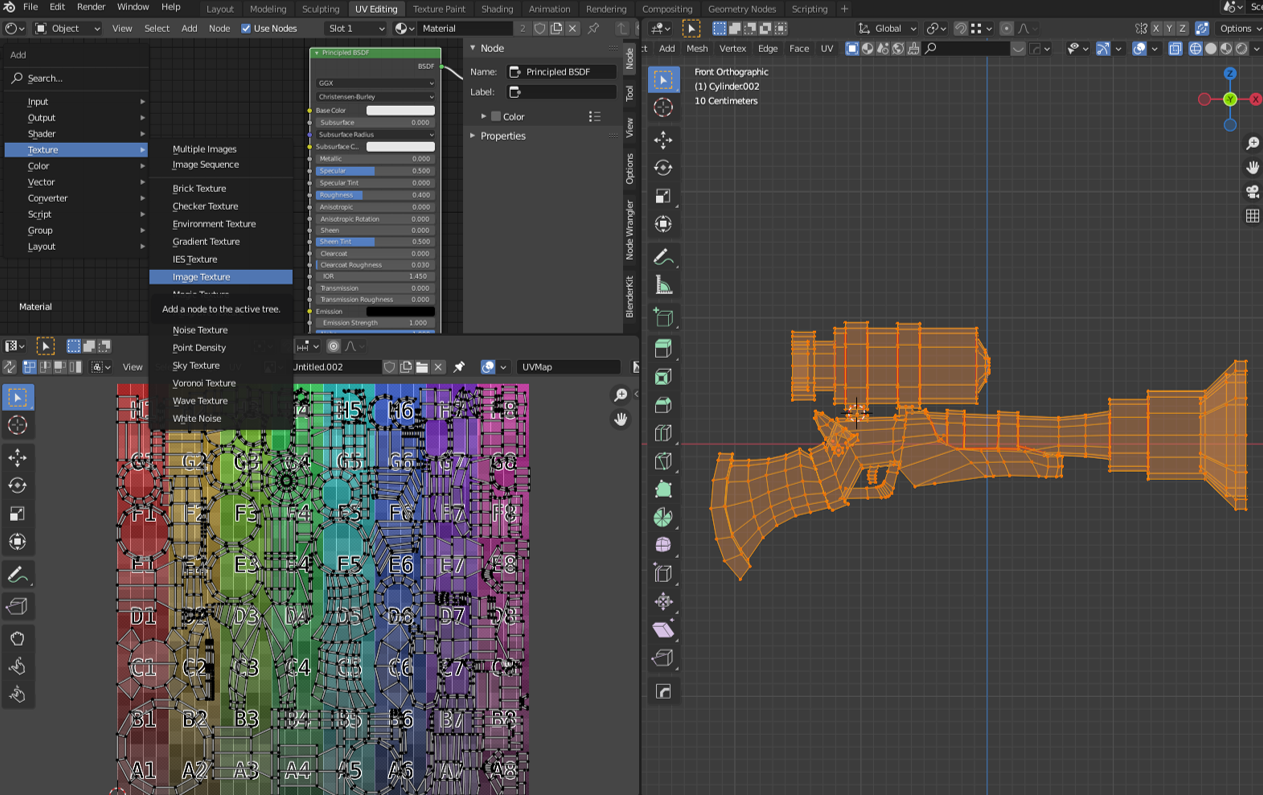 File Edit Render Window Help Layout Modeling Sculpting UV Editing Texture Paint Shading Animation Rendering Compositing Geometry Nodes Scripting +
Object View Select Add Node Use Nodes Slot 1 Material 2
Global X Y Z Options
Add Mesh Vertex Edge Face UV
Add
Search...
Input
Output
Shader
Texture
Color
Vector
Converter
Script
Group
Layout
Multiple Images
Image Sequence
Brick Texture
Checker Texture
Environment Texture
Gradient Texture
IES Texture
Image Texture
Add a node to the active tree.
Noise Texture
Point Density
Sky Texture
Voronoi Texture
Wave Texture
White Noise
Material
Principled BSDF
BSDF
GGX
Christensen-Burley
Base Color
Subsurface 0.000
Subsurface Radius
Subsurface C...
Metallic 0.000
Specular 0.500
Specular Tint 0.000
Roughness 0.400
Anisotropic 0.000
Anisotropic Rotation 0.000
Sheen 0.000
Sheen Tint 0.500
Clearcoat 0.000
Clearcoat Roughness 0.030
IOR 1.450
Transmission 0.000
Transmission Roughness 0.000
Emission
Emission Strength 1.000
Node
Name: Principled BSDF
Label:
Color
Properties
Node
Tool
View
Options
Node Wrangler
BlenderKit
Front Orthographic
(1) Cylinder.002
10 Centimeters
Z
Y
X
View
Untitled.002
UVMap
H5 H6
G1 G2 G3 G4 G5 G6 G7 G8
F1 F2 F3 F4 F5 F6 F7 F8
E1 E2 E3 E4 E5 E6 E7 E8
D1 D2 D3 D4 D5 D6 D7 D8
C1 C2 C3 C4 C5 C6 C7 C8
B1 B2 B3 B4 B5 B6 B7 B8
A1 A2 A3 A4 A5 A6 A7 A8